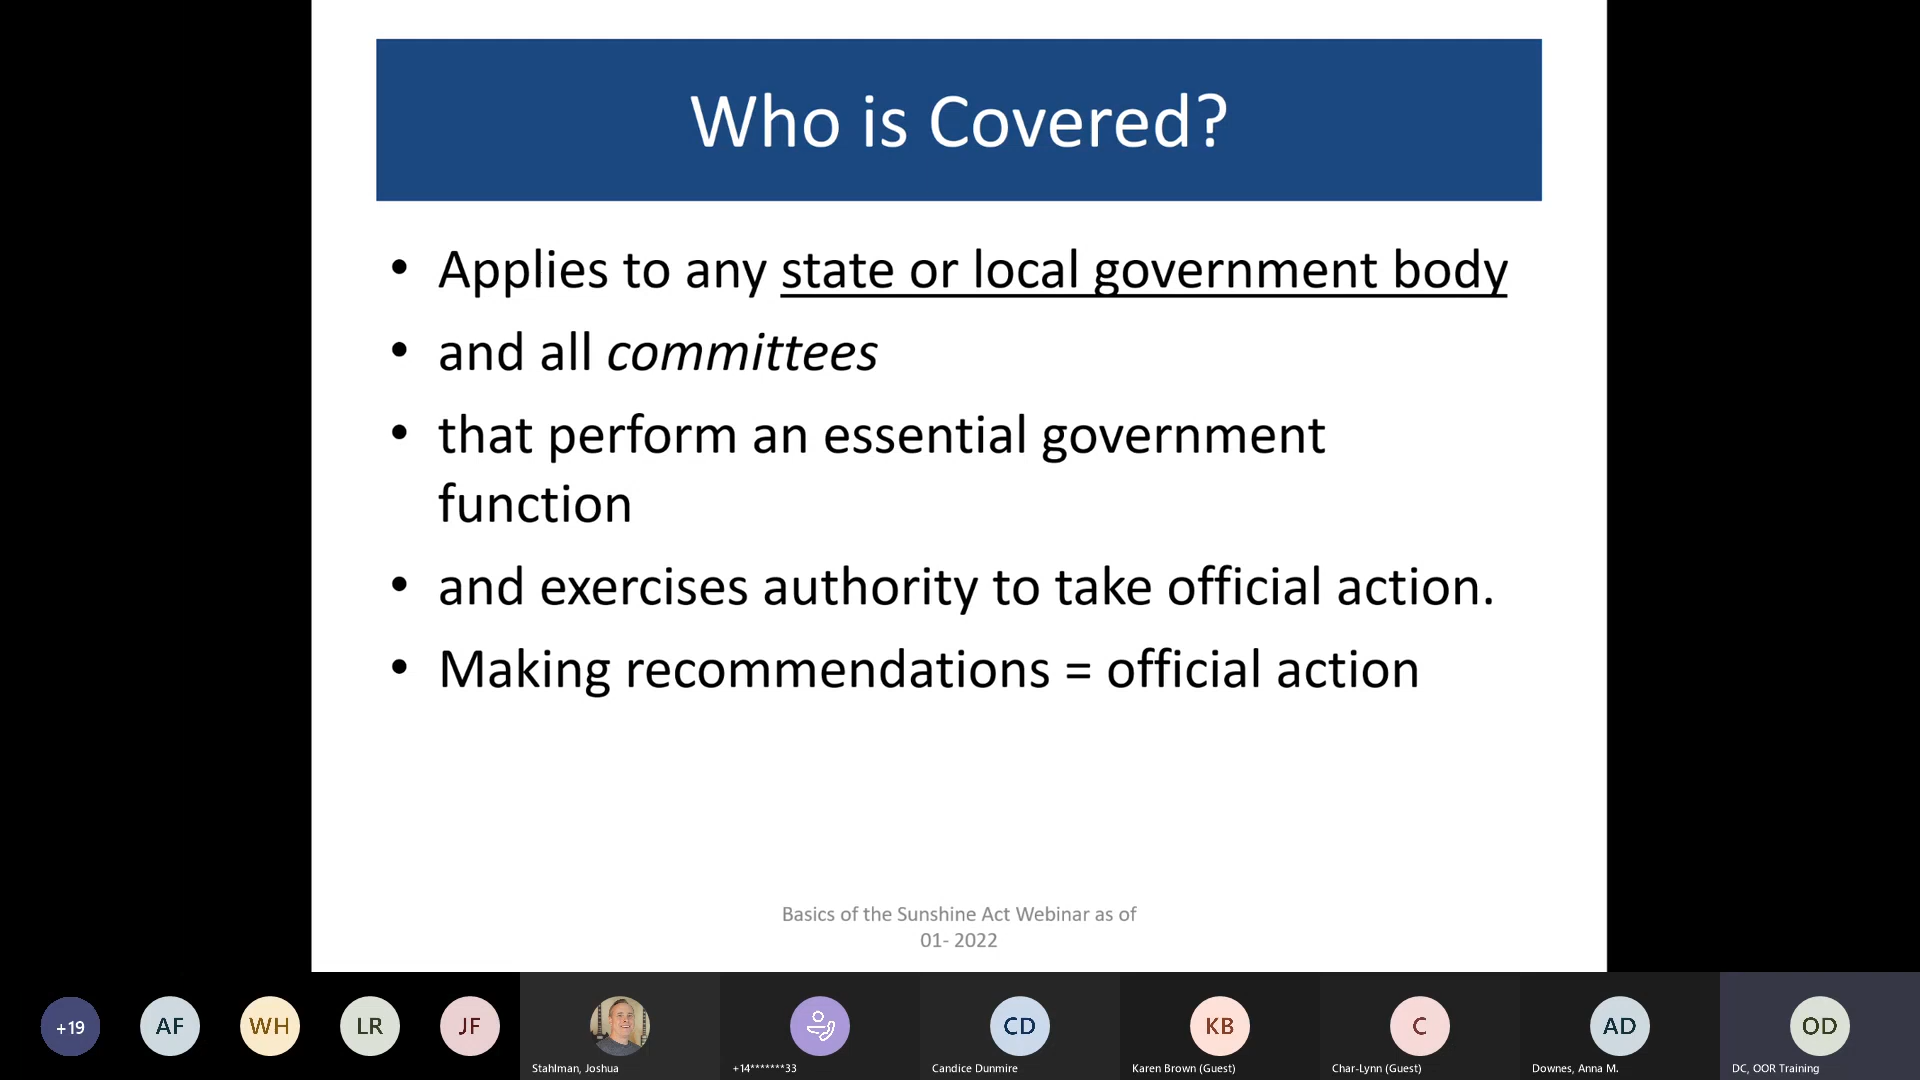 Who is Covered?
• Applies to any state or local government body
• and all committees
• that perform an essential government
function
• and exercises authority to take official action.
• Making recommendations = official action
Basics of the Sunshine Act Webinar as of
01- 2022
+19
AF
WH
LR
JF
CD
KB
C
AD
OD
Stahlman, Joshua
+14*******33
Candice Dunmire
Karen Brown (Guest)
Char-Lynn (Guest)
Downes, Anna M.
DC, OOR Training